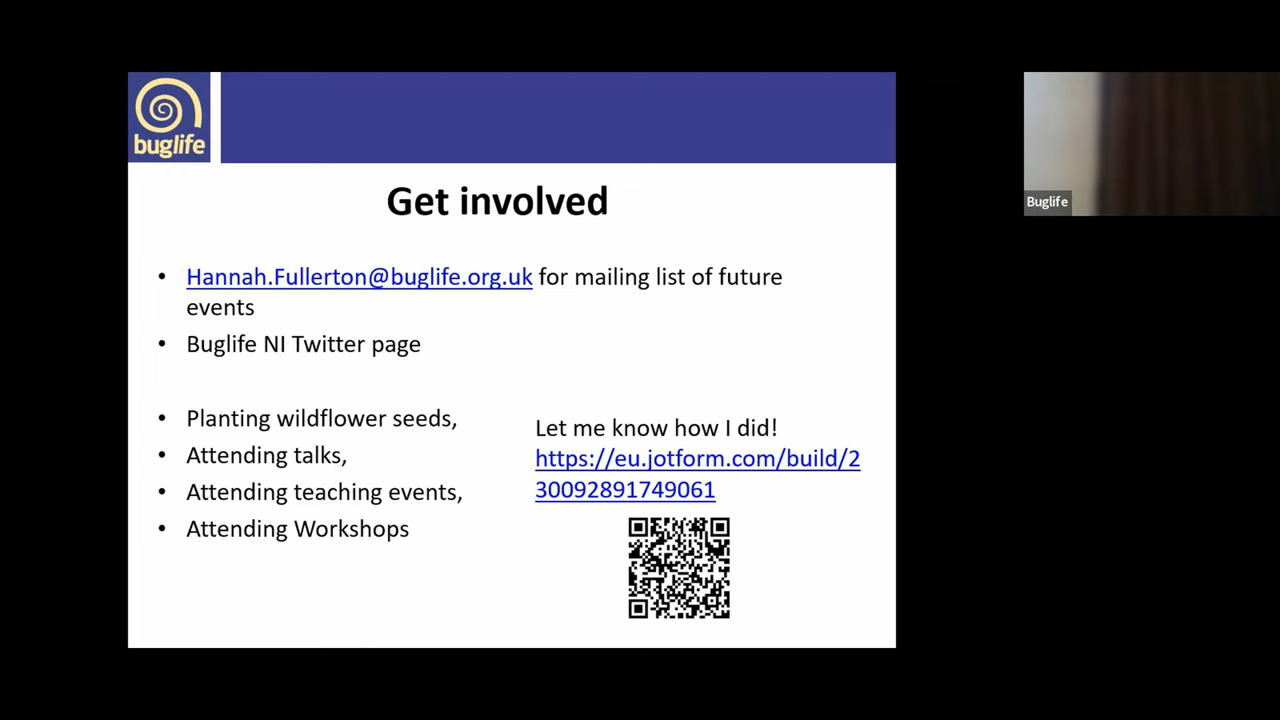 buglife
Get involved
• Hannah.Fullerton@buglife.org.uk for mailing list of future
events
• Buglife NI Twitter page
• Planting wildflower seeds,
• Attending talks,
• Attending teaching events,
• Attending Workshops
Let me know how I did!
https://eu.jotform.com/build/2
30092891749061
Buglife